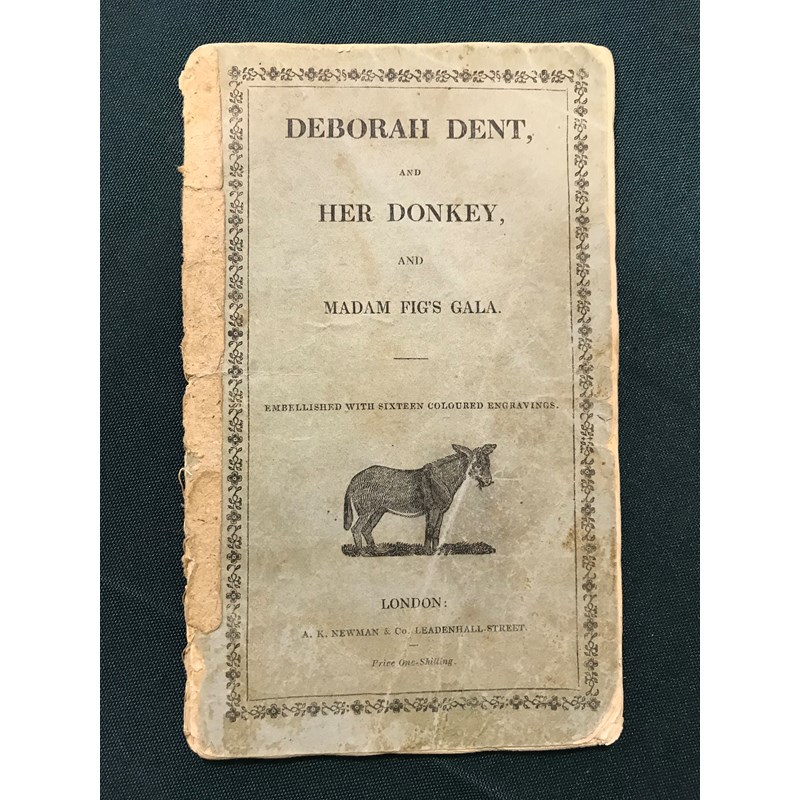 DEBORAH DENT,
AND
HER DONKEY,
AND
MADAM FIG'S GALA.
EMBELLISHED WITH SIXTEEN COLOURED ENGRAVINGS.
LONDON:
A. K. NEWMAN & Co. LEADENHALL-STREET.
Price One-Shilling.